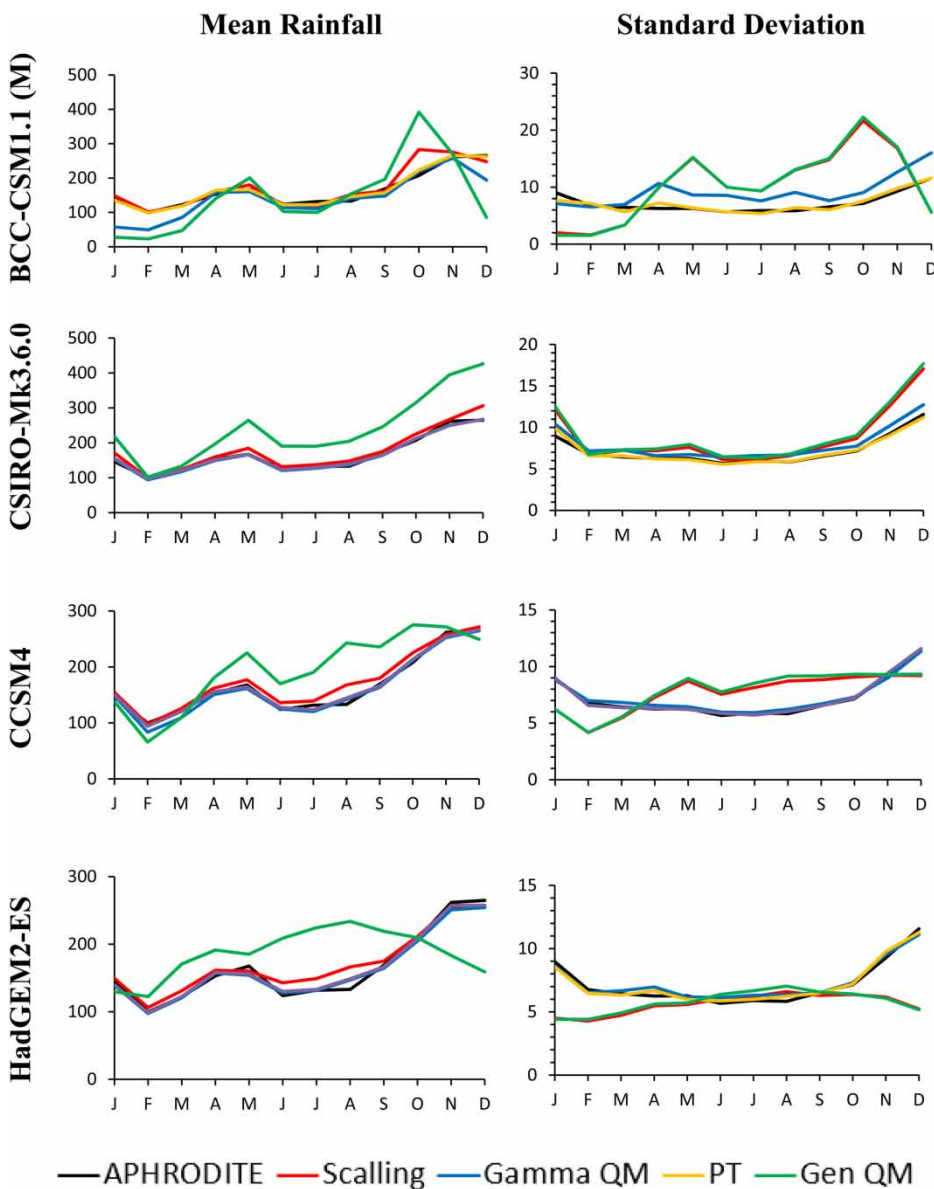 Mean Rainfall
Standard Deviation
BCC-CSM1.1 (M)
500
400
300
200
100
0
J F M A M J J A S O N D
30
20
10
0
J F M A M J J A S O N D
CSIRO-Mk3.6.0
500
400
300
200
100
0
J F M A M J J A S O N D
20
15
10
5
0
J F M A M J J A S O N D
CCSM4
300
200
100
0
J F M A M J J A S O N D
15
10
5
0
J F M A M J J A S O N D
HadGEM2-ES
300
200
100
0
J F M A M J J A S O N D
15
10
5
0
J F M A M J J A S O N D
APHRODITE Scalling Gamma QM PT Gen QM